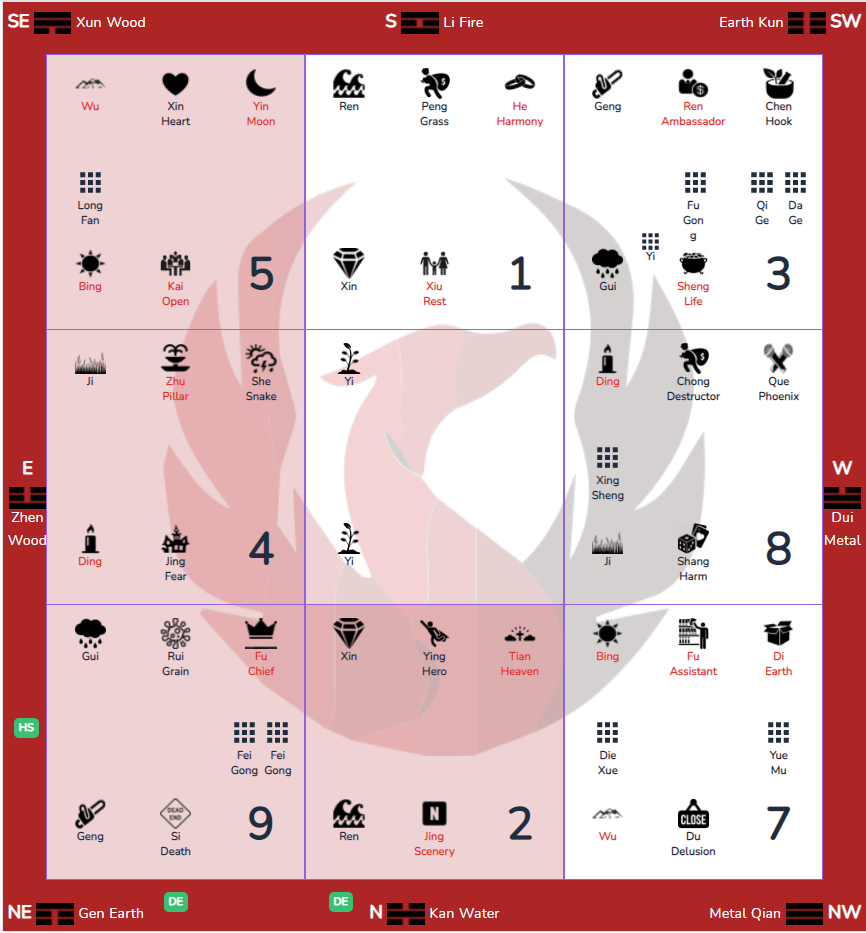 SE Xun Wood
S Li Fire
Earth Kun SW
Wu
Xin
Heart
Yin
Moon
Long
Fan
Bing
Kai
Open
5
Ren
Peng
Grass
He
Harmony
Xin
Xiu
Rest
1
Geng
Ren
Ambassador
Chen
Hook
Fu
Gon
g
Qi
Ge
Da
Ge
Yi
Gui
Sheng
Life
3
E
Zhen
Wood
Ji
Zhu
Pillar
She
Snake
Ding
Jing
Fear
4
Yi
Yi
Ding
Chong
Destructor
Que
Phoenix
Xing
Sheng
Ji
Shang
Harm
8
W
Dui
Metal
HS
Gui
Rui
Grain
Fu
Chief
Fei
Gong
Fei
Gong
Geng
DEAD
END
Si
Death
9
Xin
Ying
Hero
Tian
Heaven
Ren
N
Jing
Scenery
2
Bing
Fu
Assistant
Di
Earth
Die
Xue
Yue
Mu
Wu
CLOSE
Du
Delusion
7
NE Gen Earth
DE
DE
N Kan Water
Metal Qian NW